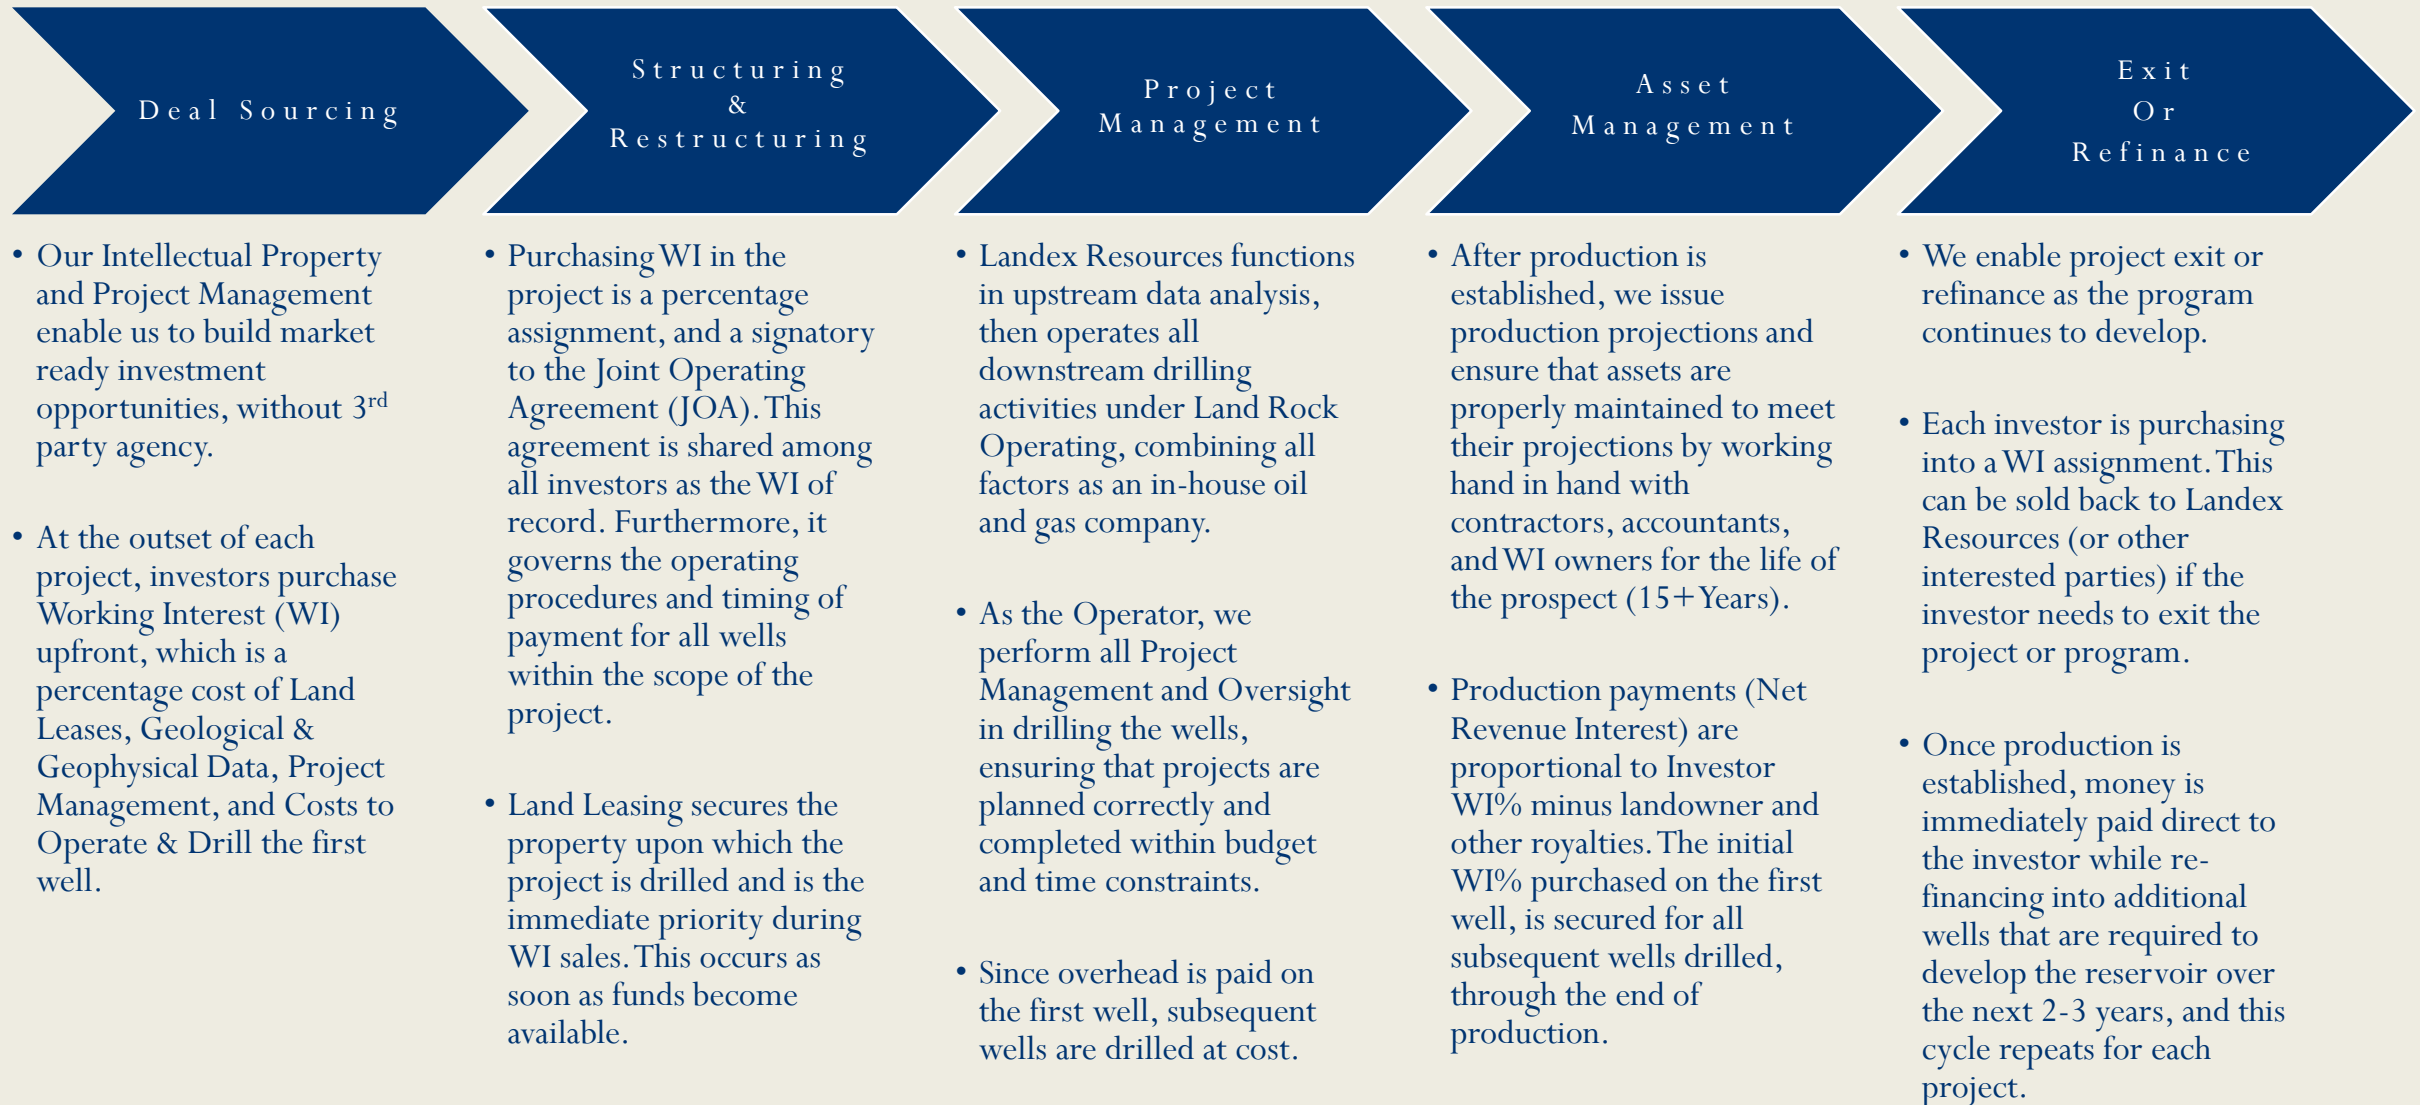 Deal Sourcing
• Our Intellectual Property
and Project Management
enable us to build market
ready investment
opportunities, without 3rd
party agency.
• At the outset of each
project, investors purchase
Working Interest (WI)
upfront, which is a
percentage cost of Land
Leases, Geological &
Geophysical Data, Project
Management, and Costs to
Operate & Drill the first
well.
Structuring
&
Restructuring
• Purchasing WI in the
project is a percentage
assignment, and a signatory
to the Joint Operating
Agreement (JOA). This
agreement is shared among
all investors as the WI of
record. Furthermore, it
governs the operating
procedures and timing of
payment for all wells
within the scope of the
project.
• Land Leasing secures the
property upon which the
project is drilled and is the
immediate priority during
WI sales. This occurs as
soon as funds become
available.
Project
Management
• Landex Resources functions
in upstream data analysis,
then operates all
downstream drilling
activities under Land Rock
Operating, combining all
factors as an in-house oil
and gas company.
• As the Operator, we
perform all Project
Management and Oversight
in drilling the wells,
ensuring that projects are
planned correctly and
completed within budget
and time constraints.
• Since overhead is paid on
the first well, subsequent
wells are drilled at cost.
Asset
Management
• After production is
established, we issue
production projections and
ensure that assets are
properly maintained to meet
their projections by working
hand in hand with
contractors, accountants,
and WI owners for the life of
the prospect (15+Years).
• Production payments (Net
Revenue Interest) are
proportional to Investor
WI% minus landowner and
other royalties. The initial
WI% purchased on the first
well, is secured for all
subsequent wells drilled,
through the end of
production.
Exit
Or
Refinance
• We enable project exit or
refinance as the program
continues to develop.
• Each investor is purchasing
into a WI assignment. This
can be sold back to Landex
Resources (or other
interested parties) if the
investor needs to exit the
project or program.
• Once production is
established, money is
immediately paid direct to
the investor while re-
financing into additional
wells that are required to
develop the reservoir over
the next 2-3 years, and this
cycle repeats for each
project.